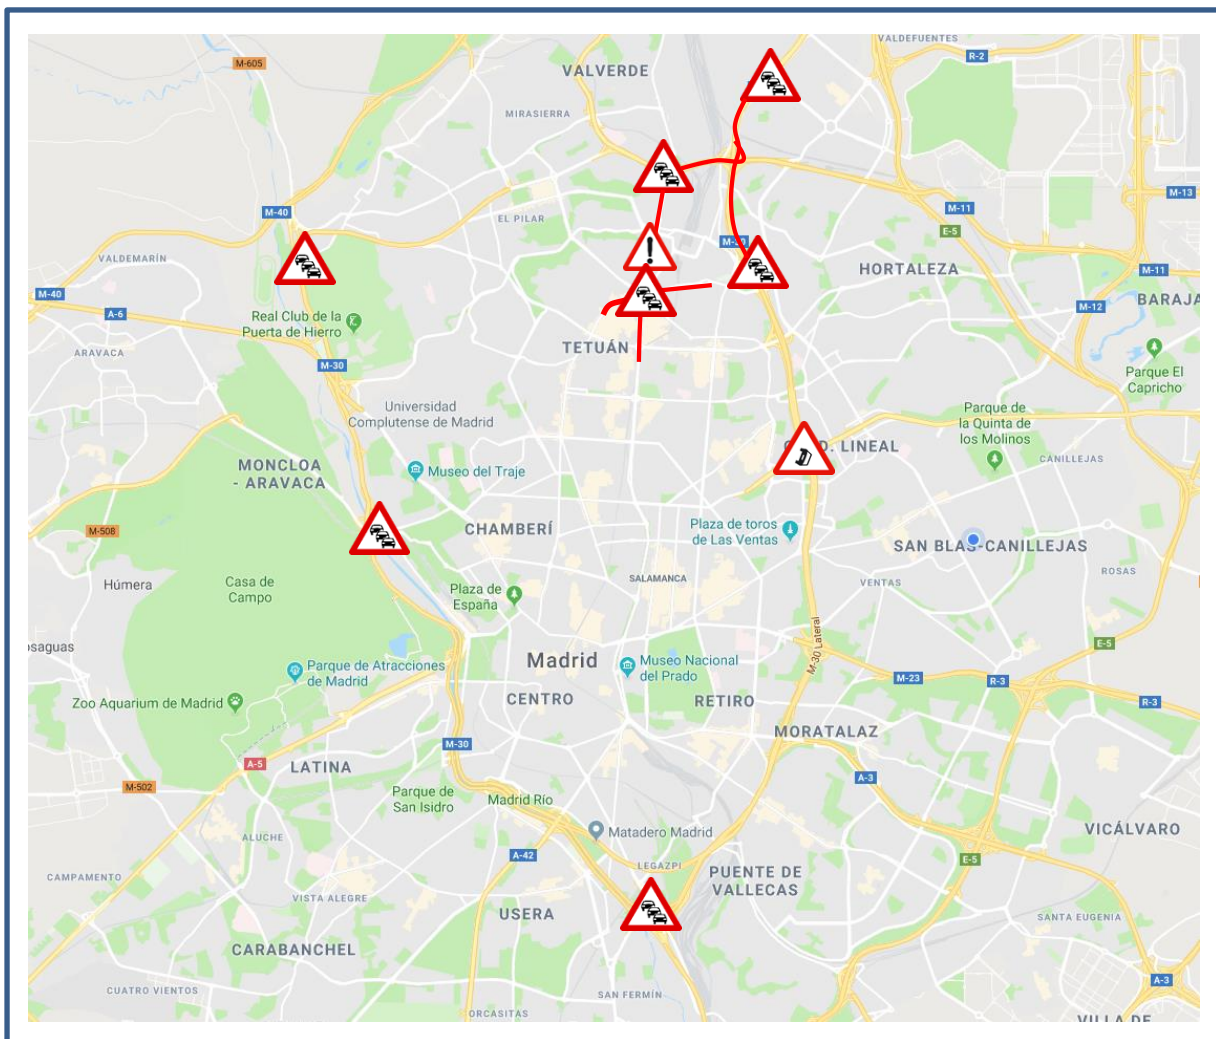 VALDEFUENTES
R-2
M-605
VALVERDE
MIRASIERRA
M-13
M-40
M-11
EL PILAR
E-5
M-30
VALDEMARÍN
HORTALEZA
M-11
M-40
BARAJA
A-6
M-12
Real Club de la
Puerta de Hierro
TETUÁN
ARAVACA
M-30
Parque El
Capricho
Universidad
Complutense de Madrid
Parque de
la Quinta de
los Molinos
D. LINEAL
CANILLEJAS
MONCLOA
- ARAVACA
Museo del Traje
M-508
CHAMBERÍ
Plaza de toros
de Las Ventas
SAN BLAS-CANILLEJAS
ROSAS
Húmera
Casa de
Campo
SALAMANCA
VENTAS
Plaza de
España
osaguas
M-30 Lateral
E-5
Parque de Atracciones
de Madrid
Madrid
Museo Nacional
del Prado
M-23
R-3
R-3
Zoo Aquarium de Madrid
CENTRO
RETIRO
MORATALAZ
M-30
A-5
LATINA
A-3
M-502
Parque de
San Isidro
Madrid Río
Matadero Madrid
VICÁLVARO
ALUCHE
A-42
LEGAZPI
E-5
CAMPAMENTO
PUENTE DE
VALLECAS
VISTA ALEGRE
USERA
SANTA EUGENIA
CARABANCHEL
A-3
CUATRO VIENTOS
SAN FERMÍN
ORCASITAS
VILLA DE